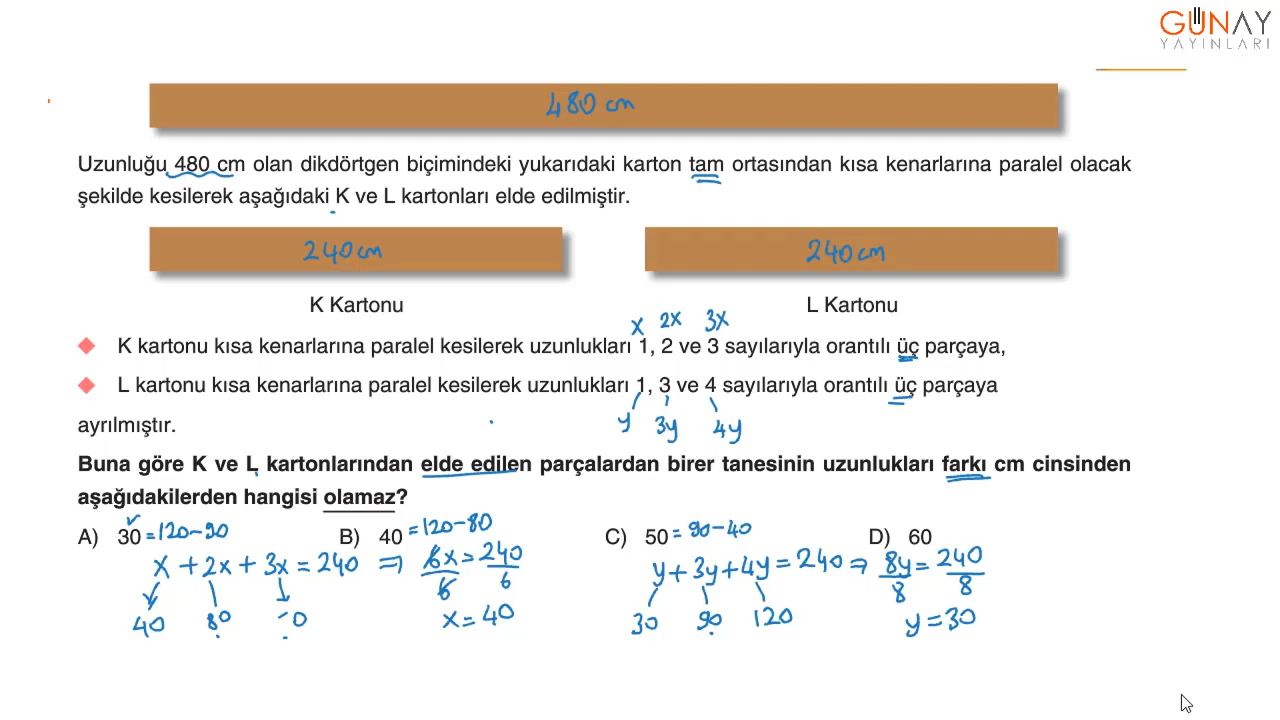 GÜNAY
YAYINLARI
480 cm
Uzunluğu 480 cm olan dikdörtgen biçimindeki yukarıdaki karton tam ortasından kısa kenarlarına paralel olacak
şekilde kesilerek aşağıdaki K ve L kartonları elde edilmiştir.
240 cm 240 cm
K Kartonu L Kartonu
x 2x 3x
K kartonu kısa kenarlarına paralel kesilerek uzunlukları 1, 2 ve 3 sayılarıyla orantılı üç parçaya,
L kartonu kısa kenarlarına paralel kesilerek uzunlukları 1, 3 ve 4 sayılarıyla orantılı üç parçaya
y 3y 4y
ayrılmıştır.
Buna göre K ve L kartonlarından elde edilen parçalardan birer tanesinin uzunlukları farkı cm cinsinden
aşağıdakilerden hangisi olamaz?
A) 30 = 120 - 90 B) 40 = 120 - 80 C) 50 = 90 - 40 D) 60
x + 2x + 3x = 240 ⇒ 6x/6 = 240/6 y + 3y + 4y = 240 ⇒ 8y/8 = 240/8
40 80 x = 40 30 90 120 y = 30